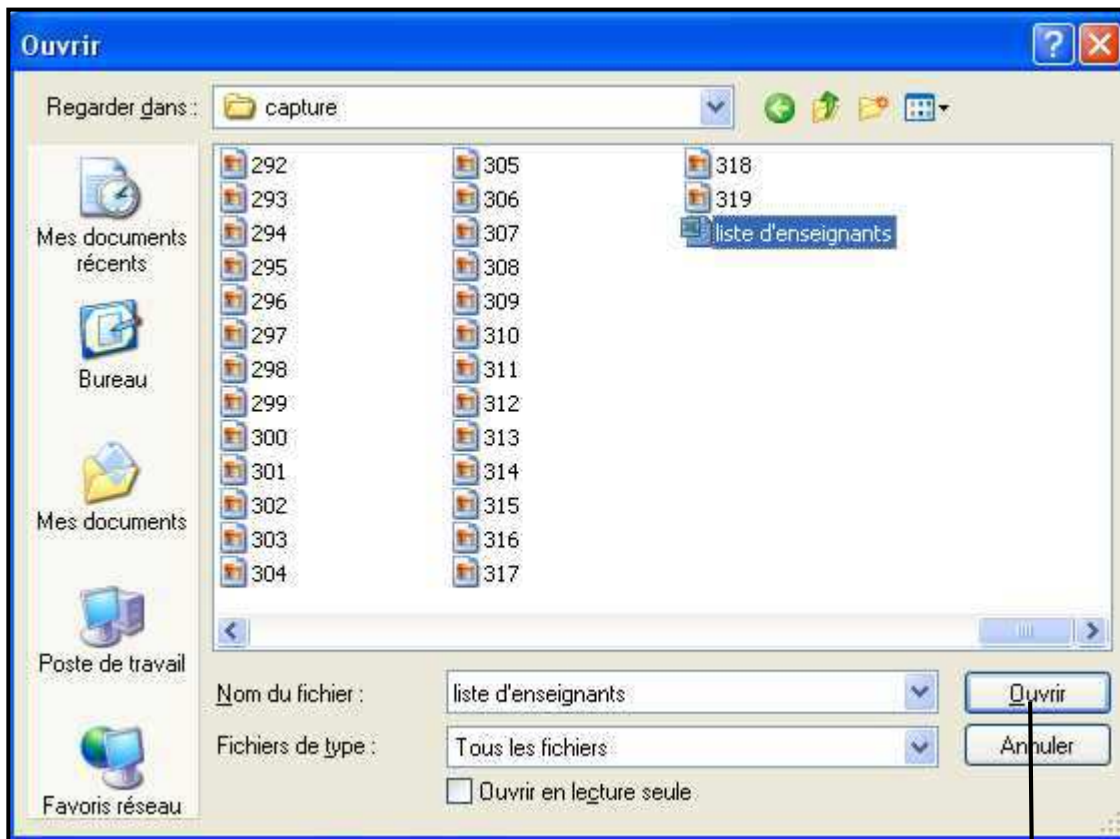 Ouvrir
Regarder dans :
capture
Mes documents
récents
Bureau
Mes documents
Poste de travail
Favoris réseau
292
293
294
295
296
297
298
299
300
301
302
303
304
305
306
307
308
309
310
311
312
313
314
315
316
317
318
319
liste d'enseignants
Nom du fichier :
liste d'enseignants
Ouvrir
Fichiers de type :
Tous les fichiers
Annuler
Ouvrir en lecture seule